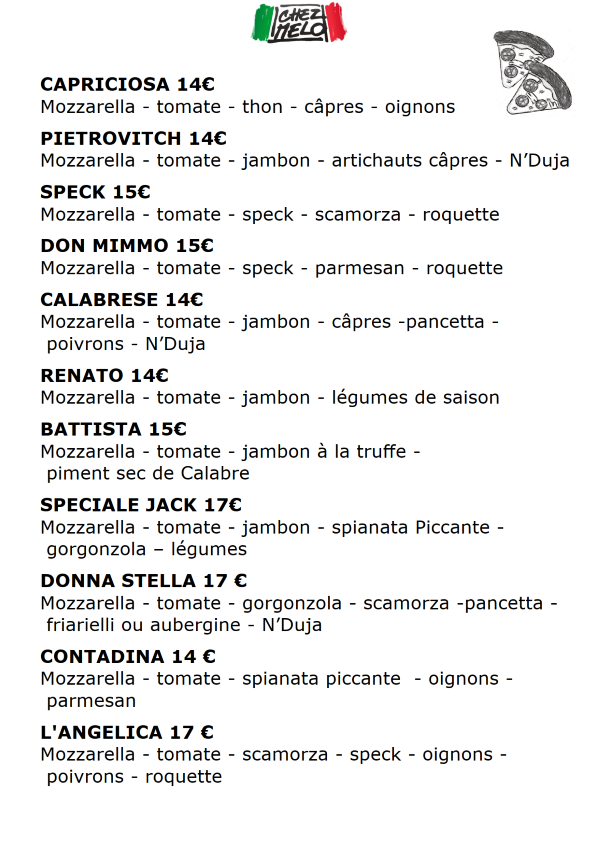 CHEZ
MELO
CAPRICIOSA 14€
Mozzarella - tomate - thon - câpres - oignons
PIETROVITCH 14€
Mozzarella - tomate - jambon - artichauts câpres - N’Duja
SPECK 15€
Mozzarella - tomate - speck - scamorza - roquette
DON MIMMO 15€
Mozzarella - tomate - speck - parmesan - roquette
CALABRESE 14€
Mozzarella - tomate - jambon - câpres -pancetta -
poivrons - N’Duja
RENATO 14€
Mozzarella - tomate - jambon - légumes de saison
BATTISTA 15€
Mozzarella - tomate - jambon à la truffe -
piment sec de Calabre
SPECIALE JACK 17€
Mozzarella - tomate - jambon - spianata Piccante -
gorgonzola – légumes
DONNA STELLA 17 €
Mozzarella - tomate - gorgonzola - scamorza -pancetta -
friarielli ou aubergine - N’Duja
CONTADINA 14 €
Mozzarella - tomate - spianata piccante  - oignons -
parmesan
L'ANGELICA 17 €
Mozzarella - tomate - scamorza - speck - oignons -
poivrons - roquette